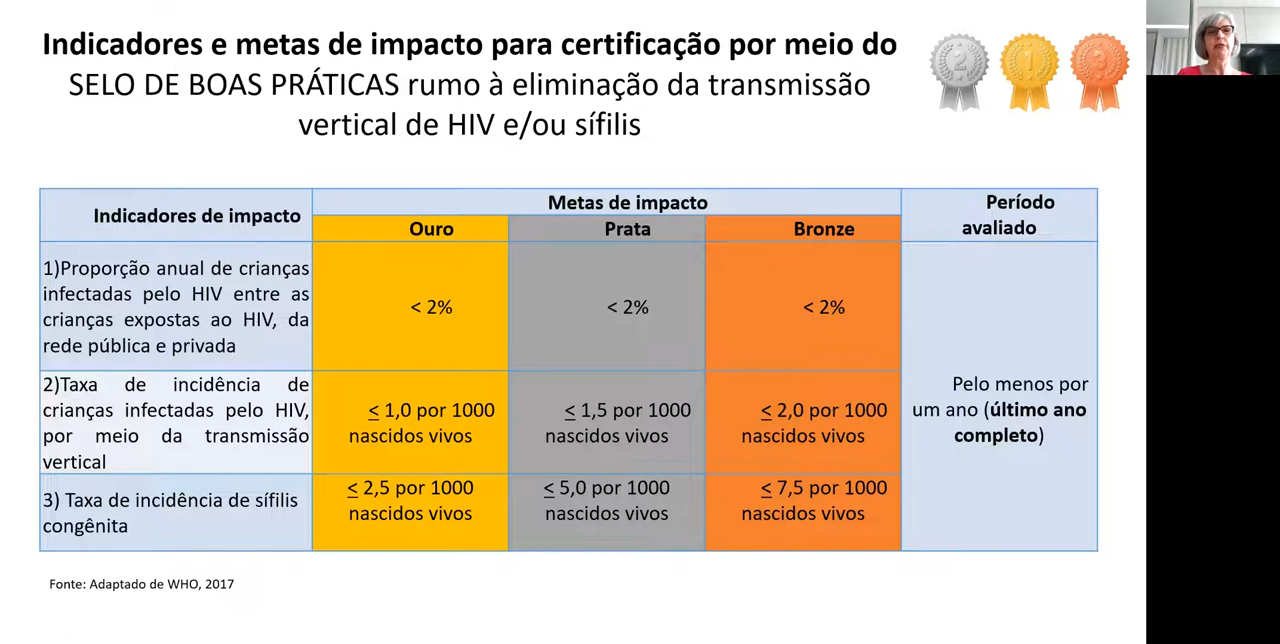 Indicadores e metas de impacto para certificação por meio do
SELO DE BOAS PRÁTICAS rumo à eliminação da transmissão
vertical de HIV e/ou sífilis
2
1
3
Indicadores de impacto
Metas de impacto
Período
avaliado
Ouro
Prata
Bronze
1)Proporção anual de crianças
infectadas pelo HIV entre as
crianças expostas ao HIV, da
rede pública e privada
< 2%
< 2%
< 2%
2)Taxa de incidência de
crianças infectadas pelo HIV,
por meio da transmissão
vertical
≤ 1,0 por 1000
nascidos vivos
≤ 1,5 por 1000
nascidos vivos
≤ 2,0 por 1000
nascidos vivos
3) Taxa de incidência de sífilis
congênita
≤ 2,5 por 1000
nascidos vivos
≤ 5,0 por 1000
nascidos vivos
≤ 7,5 por 1000
nascidos vivos
Pelo menos por
um ano (último ano
completo)
Fonte: Adaptado de WHO, 2017